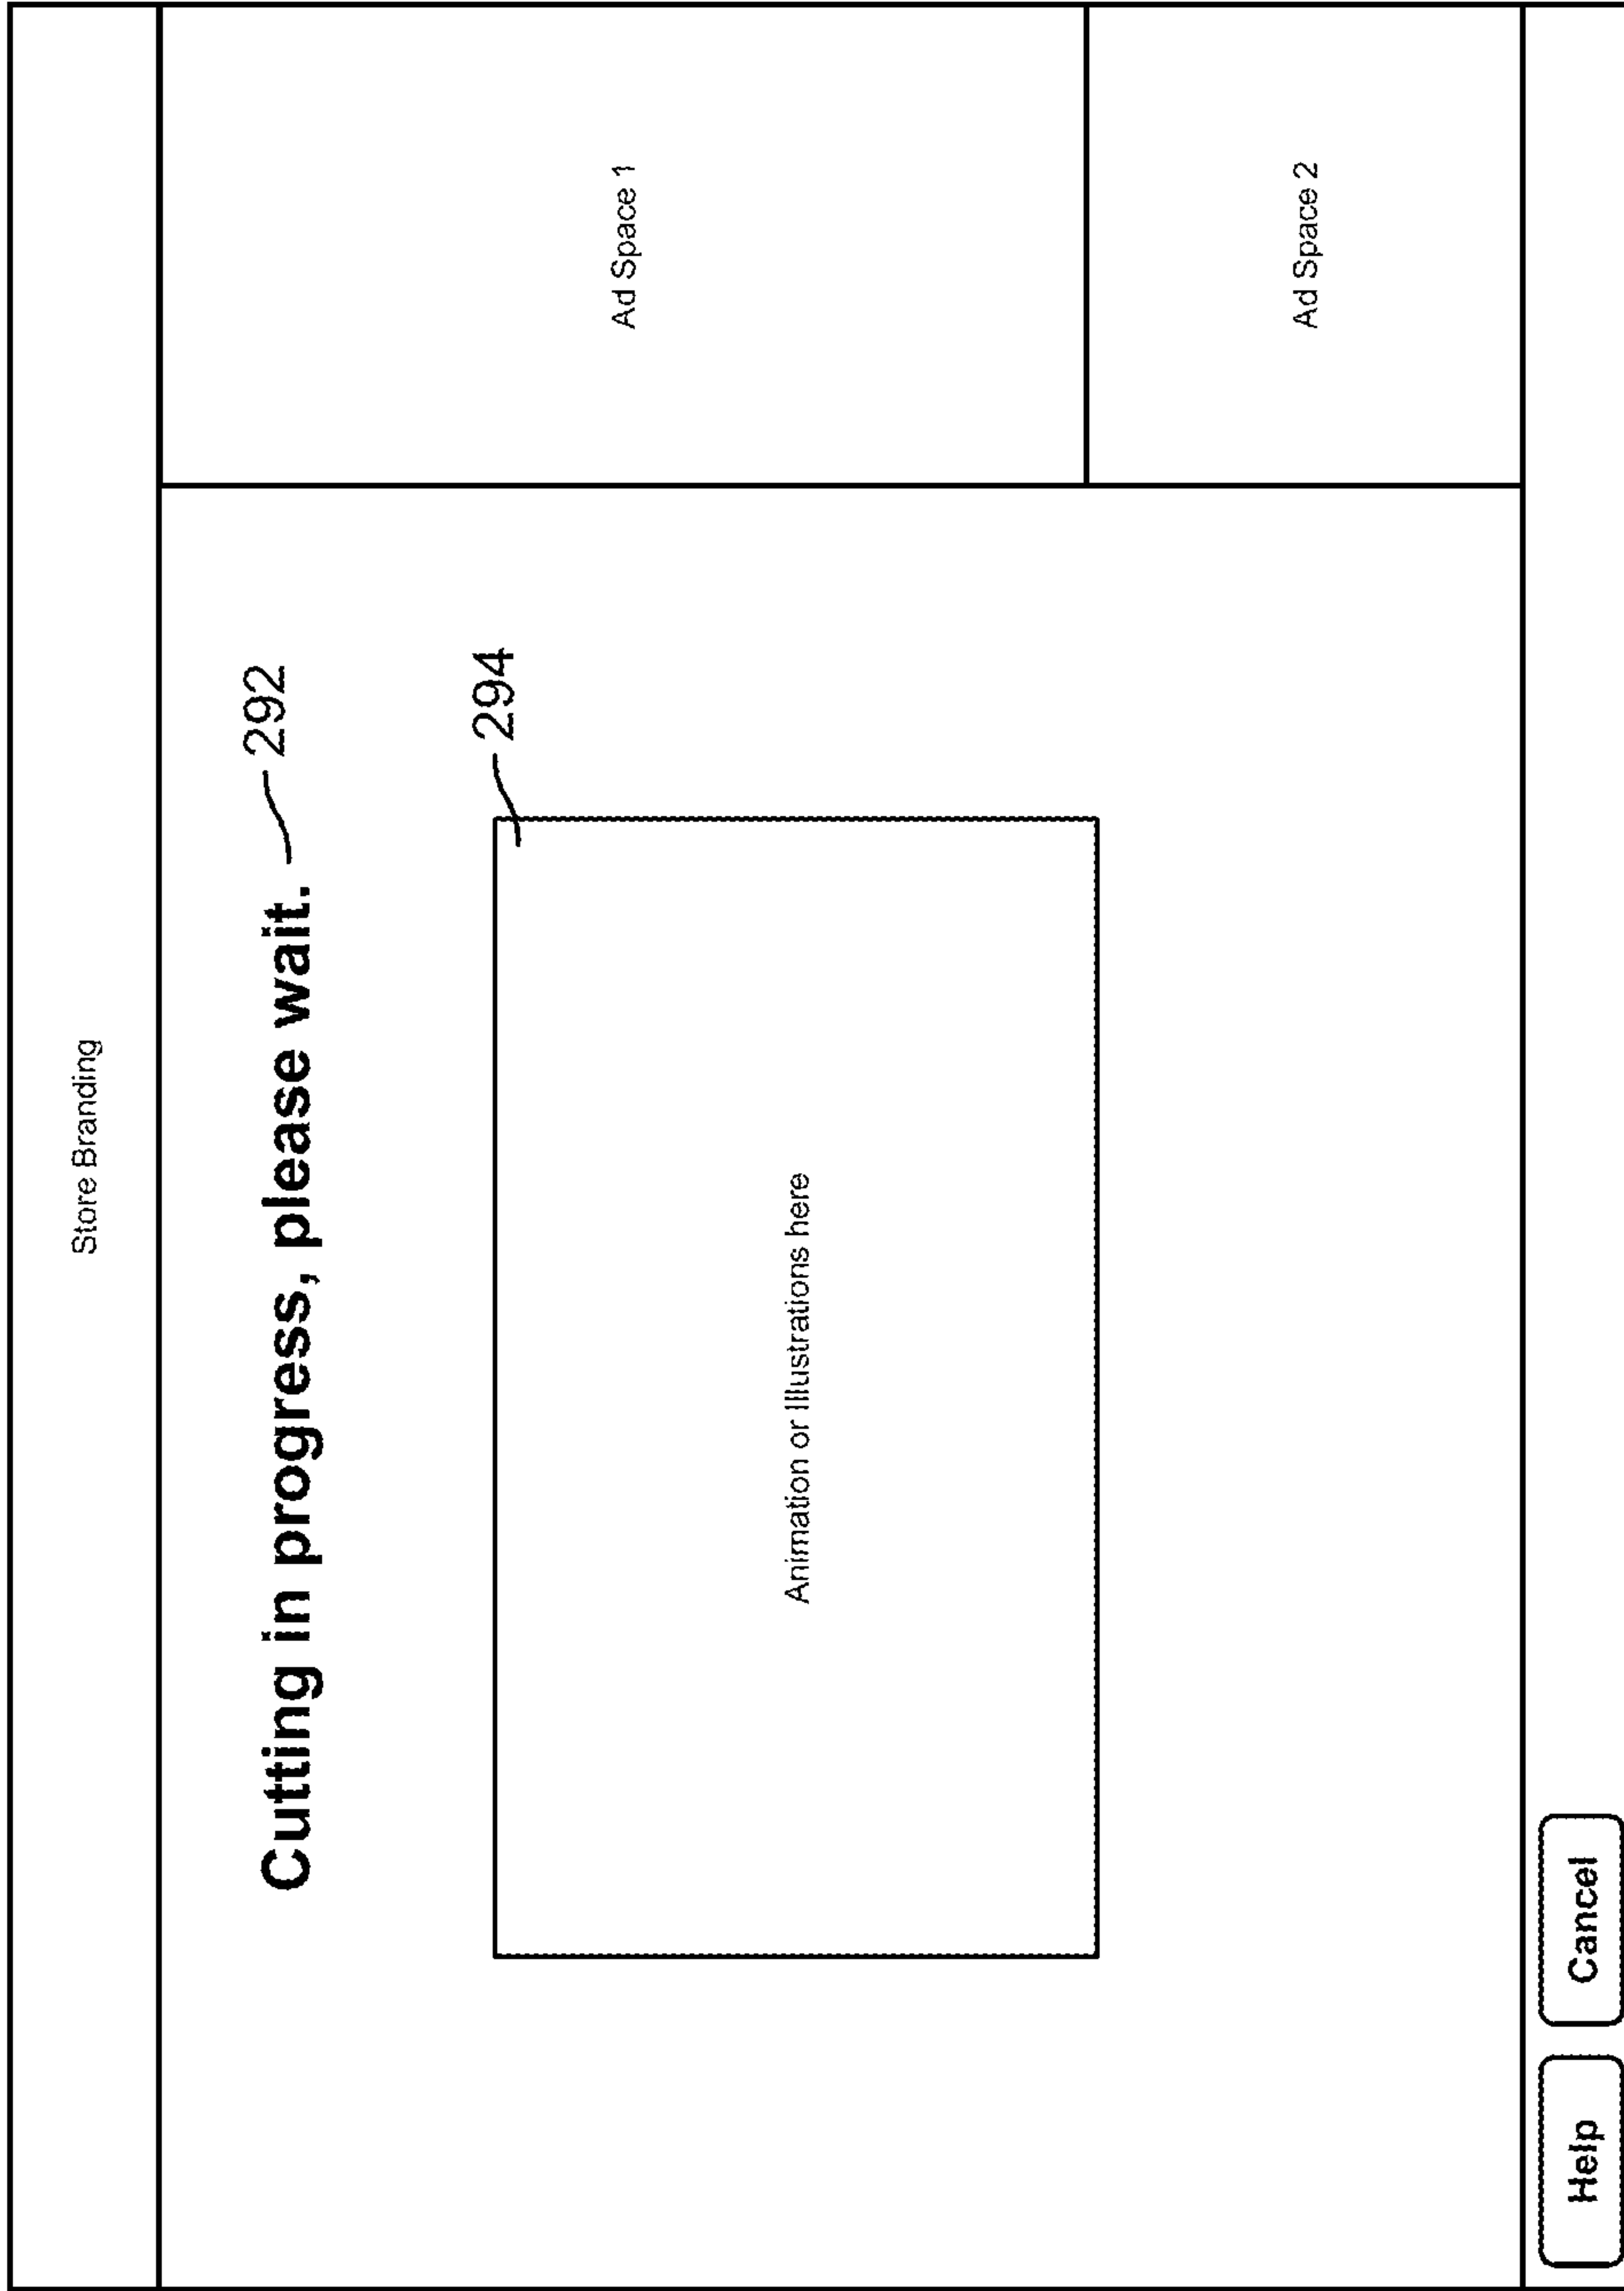 Store Branding
Cutting in progress, please wait. 292
294
Animation or Illustrations here
Ad Space 1
Ad Space 2
Help
Cancel